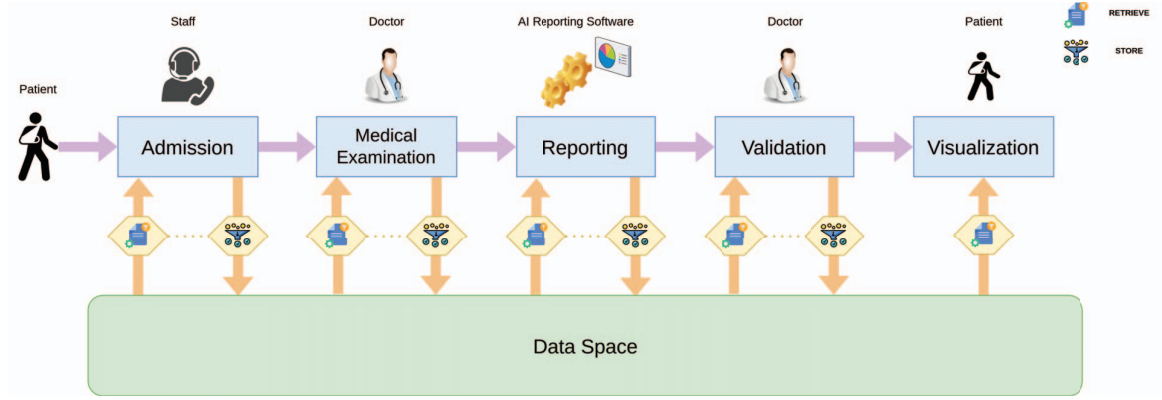 Staff
Doctor
AI Reporting Software
Doctor
Patient
RETRIEVE
STORE
Patient
Admission
Medical
Examination
Reporting
Validation
Visualization
Data Space